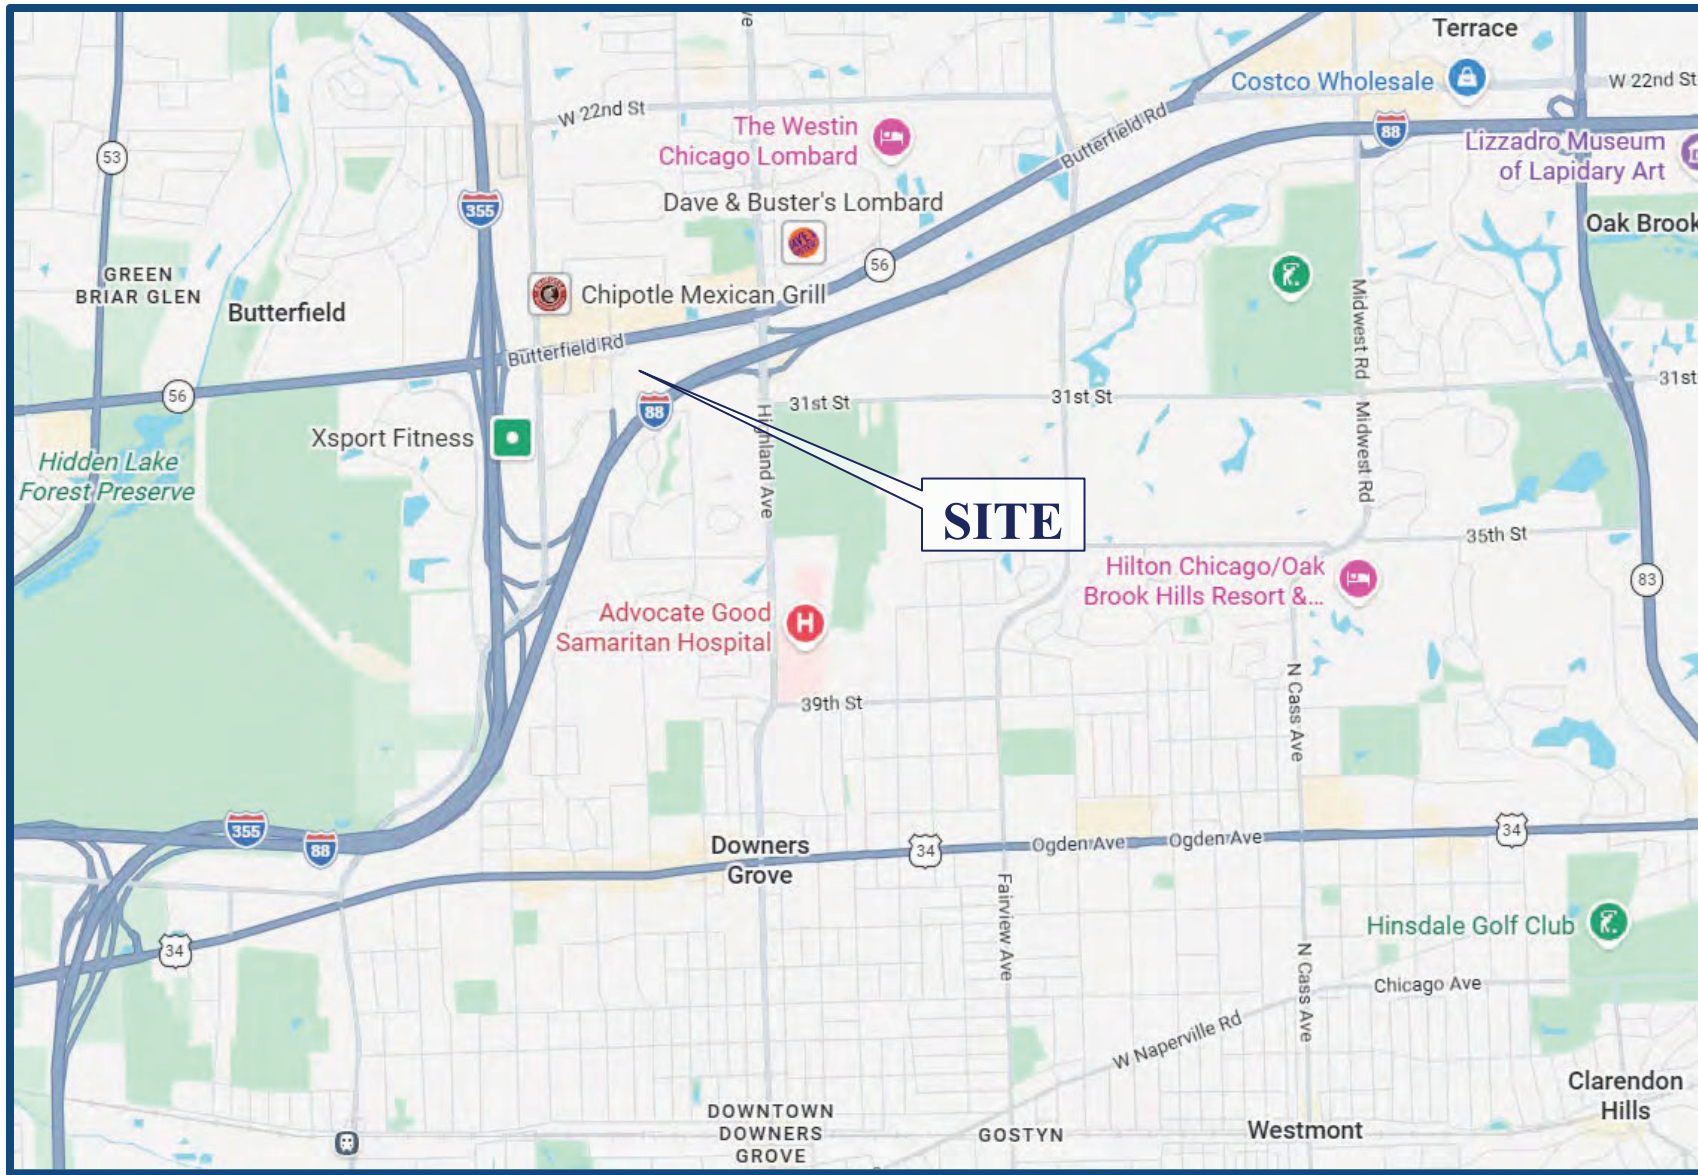 Terrace
Costco Wholesale
W 22nd St
W 22nd St
The Westin
Chicago Lombard
Butterfield Rd
88
Lizzadro Museum
of Lapidary Art
53
355
Dave & Buster's Lombard
Oak Brook
GREEN
BRIAR GLEN
Butterfield
56
Chipotle Mexican Grill
Midwest Rd
Butterfield Rd
56
31st St
31st St
31st
88
Highland Ave
Midwest Rd
Xsport Fitness
Hidden Lake
Forest Preserve
SITE
35th St
Hilton Chicago/Oak
Brook Hills Resort &...
83
Advocate Good
Samaritan Hospital
H
39th St
N Cass Ave
355
88
Downers
Grove
34
Ogden Ave
Ogden Ave
34
Fairview Ave
Hinsdale Golf Club
34
N Cass Ave
Chicago Ave
W Naperville Rd
Clarendon
Hills
DOWNTOWN
DOWNERS
GROVE
GOSTYN
Westmont